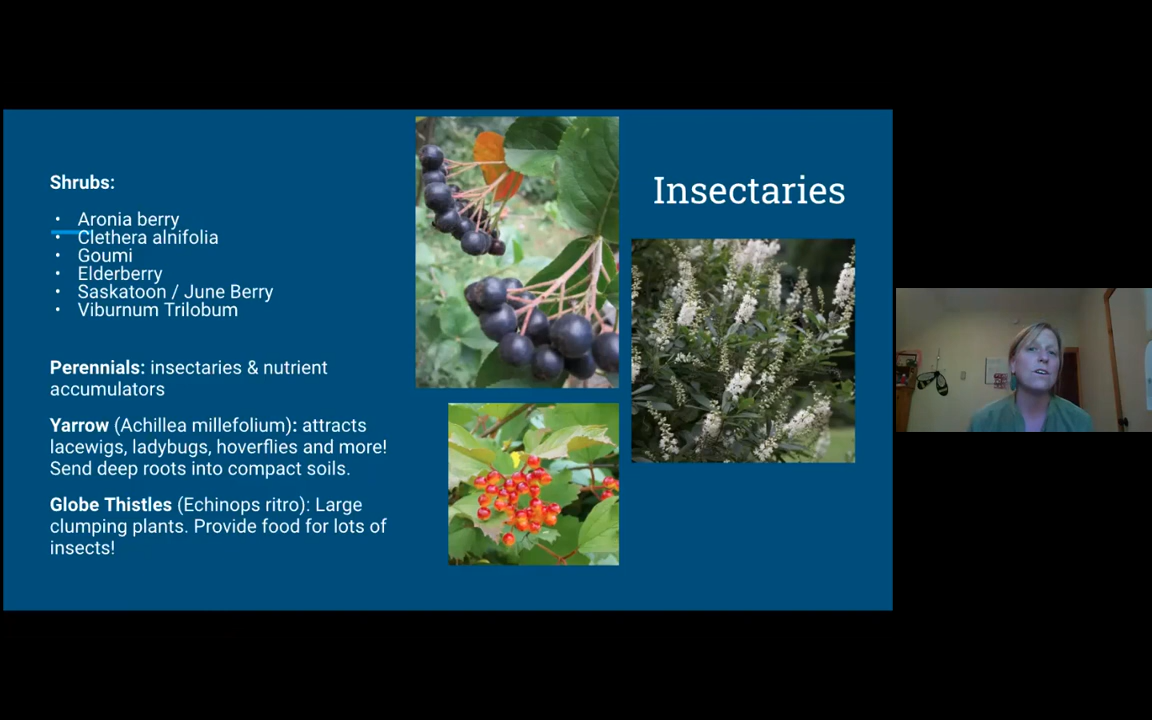 Insectaries
Shrubs:
• Aronia berry
• Clethera alnifolia
• Goumi
• Elderberry
• Saskatoon / June Berry
• Viburnum Trilobum
Perennials: insectaries & nutrient
accumulators
Yarrow (Achillea millefolium): attracts
lacewigs, ladybugs, hoverflies and more!
Send deep roots into compact soils.
Globe Thistles (Echinops ritro): Large
clumping plants. Provide food for lots of
insects!